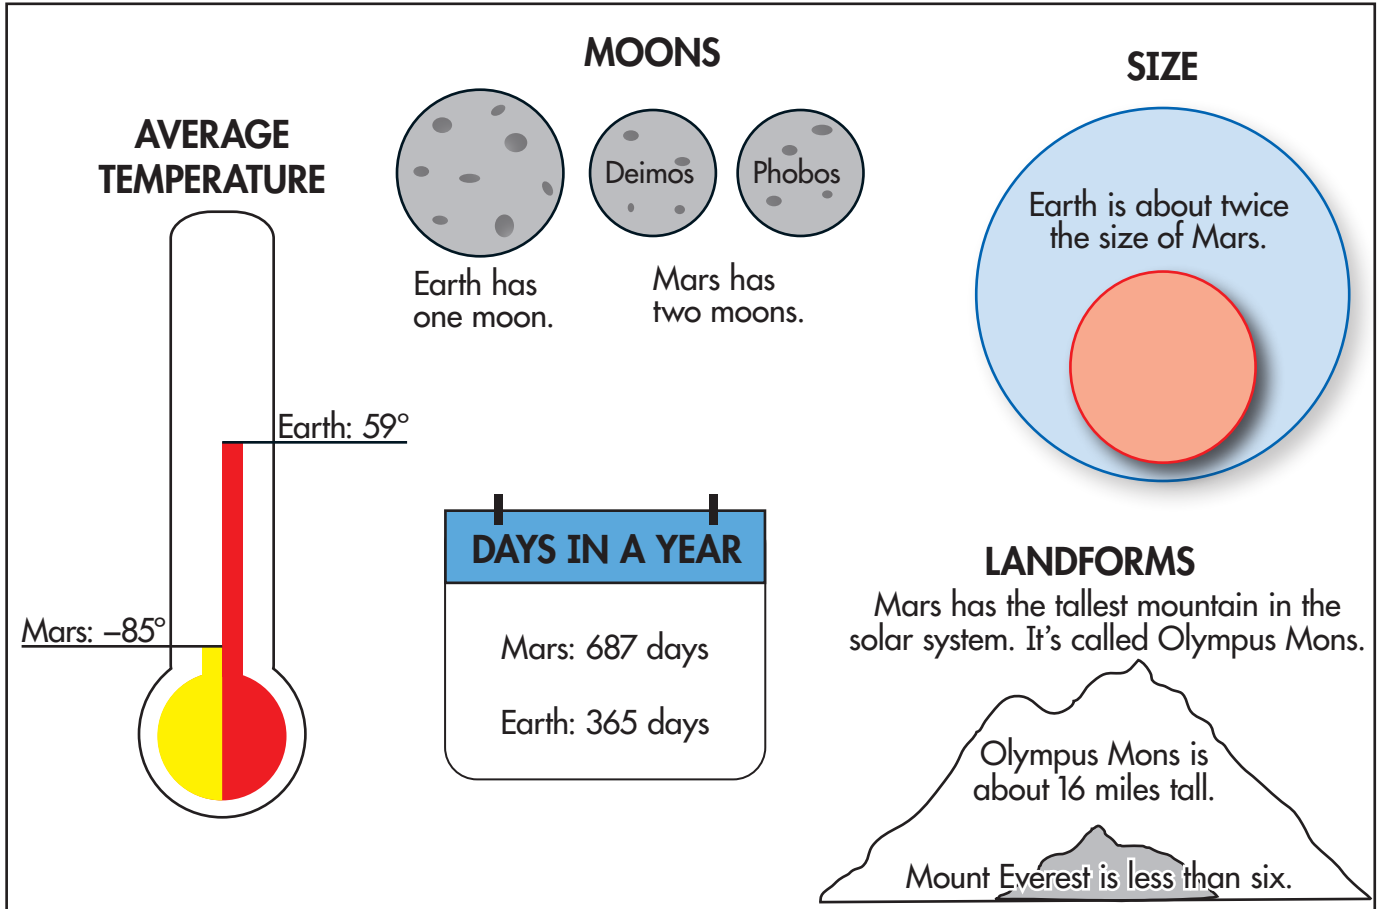 MOONS
Deimos
Phobos
Earth has
one moon.
Mars has
two moons.
SIZE
Earth is about twice
the size of Mars.
AVERAGE
TEMPERATURE
Earth: 59°
Mars: –85°
DAYS IN A YEAR
Mars: 687 days
Earth: 365 days
LANDFORMS
Mars has the tallest mountain in the
solar system. It's called Olympus Mons.
Olympus Mons is
about 16 miles tall.
Mount Everest is less than six.